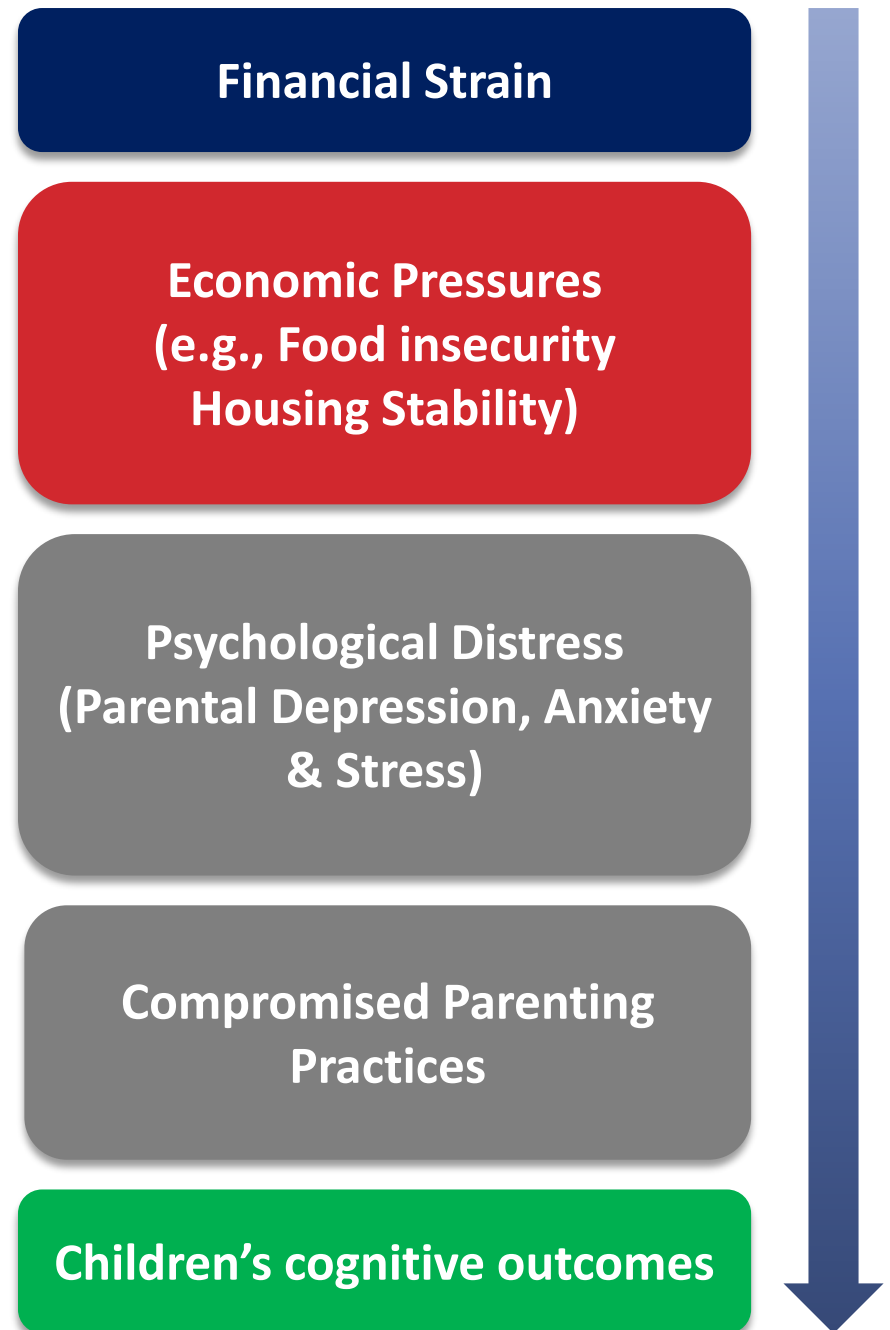 Financial Strain
Economic Pressures
(e.g., Food insecurity
Housing Stability)
Psychological Distress
(Parental Depression, Anxiety
& Stress)
Compromised Parenting
Practices
Children’s cognitive outcomes